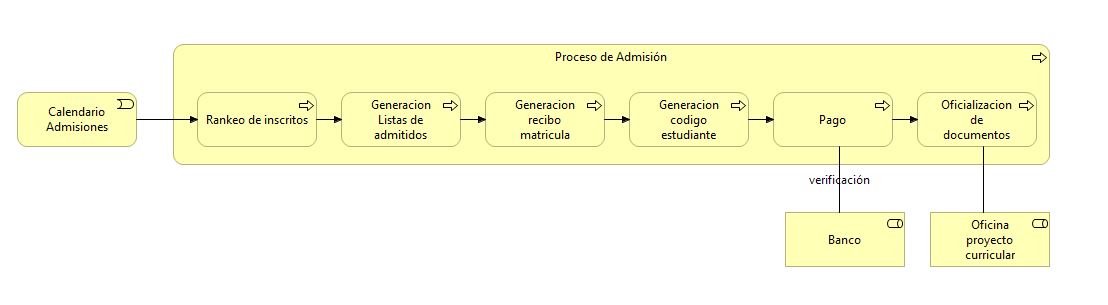 Proceso de Admisión
Calendario
Admisiones
Rankeo de inscritos
Generacion
Listas de
admitidos
Generacion
recibo
matricula
Generacion
codigo
estudiante
Pago
Oficializacion
de
documentos
verificación
Banco
Oficina
proyecto
curricular